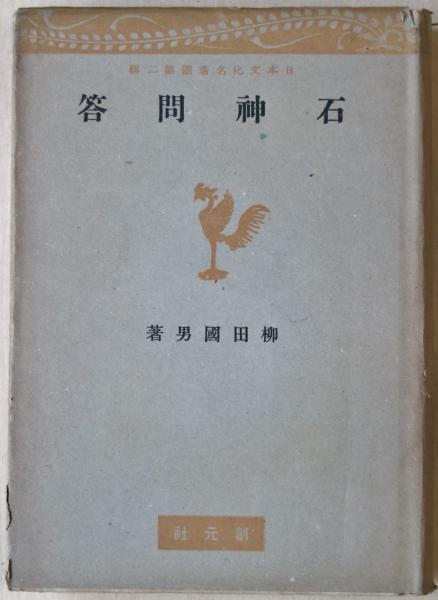 日本文化名著選第二輯
石神問答
柳田國男著
創元社